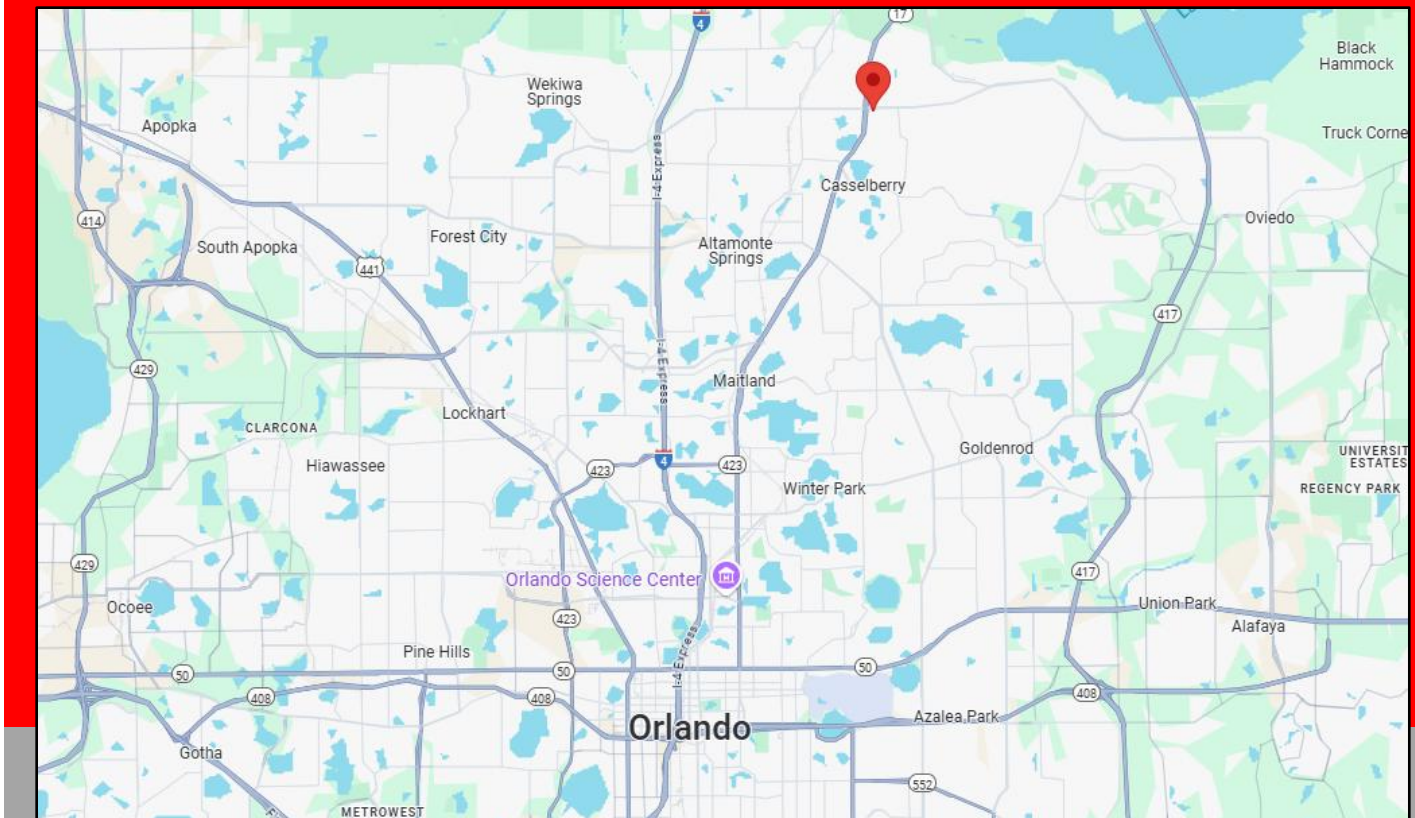 4
17
Black
Hammock
Wekiwa
Springs
Apopka
Truck Corne
I-4 Express
Casselberry
414
Oviedo
South Apopka
Forest City
Altamonte
Springs
441
417
429
I-4 Express
Maitland
Lockhart
CLARCONA
Goldenrod
UNIVERSIT
ESTATES
Hiawassee
423
4
423
Winter Park
REGENCY PARK
429
Orlando Science Center
417
Ocoee
Union Park
423
Alafaya
I-4 Express
Pine Hills
50
50
50
408
408
408
Orlando
Azalea Park
Gotha
552
METROWEST